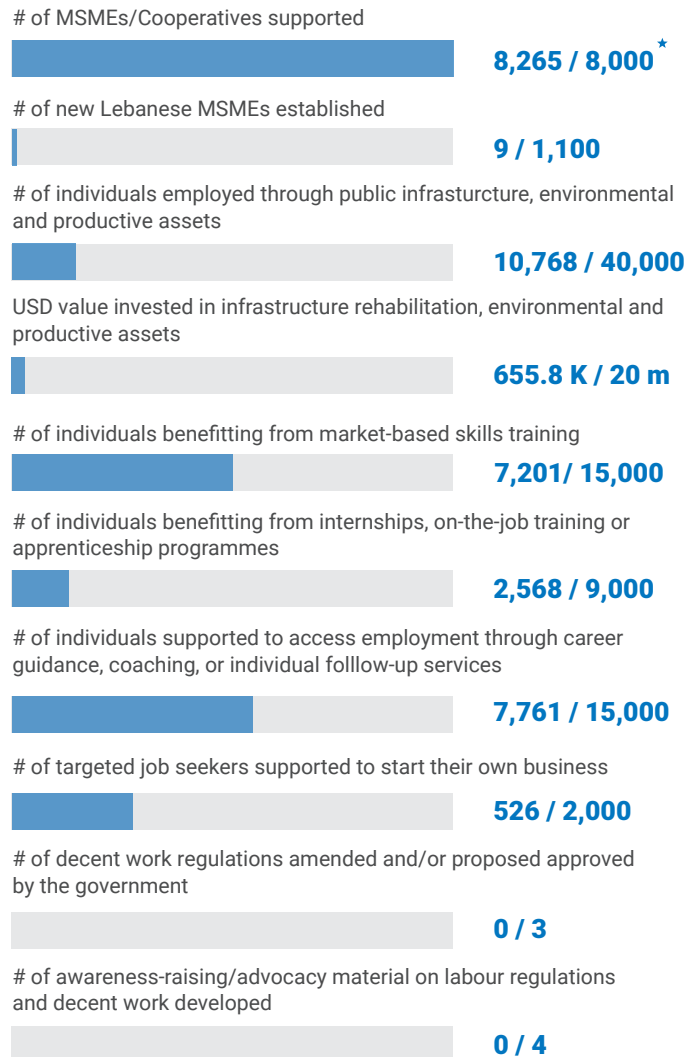 # of MSMEs/Cooperatives supported
8,265 / 8,000★
# of new Lebanese MSMEs established
9 / 1,100
# of individuals employed through public infrasturcture, environmental
and productive assets
10,768 / 40,000
USD value invested in infrastructure rehabilitation, environmental and
productive assets
655.8 K / 20 m
# of individuals benefitting from market-based skills training
7,201/ 15,000
# of individuals benefitting from internships, on-the-job training or
apprenticeship programmes
2,568 / 9,000
# of individuals supported to access employment through career
guidance, coaching, or individual folllow-up services
7,761 / 15,000
# of targeted job seekers supported to start their own business
526 / 2,000
# of decent work regulations amended and/or proposed approved
by the government
0 / 3
# of awareness-raising/advocacy material on labour regulations
and decent work developed
0 / 4